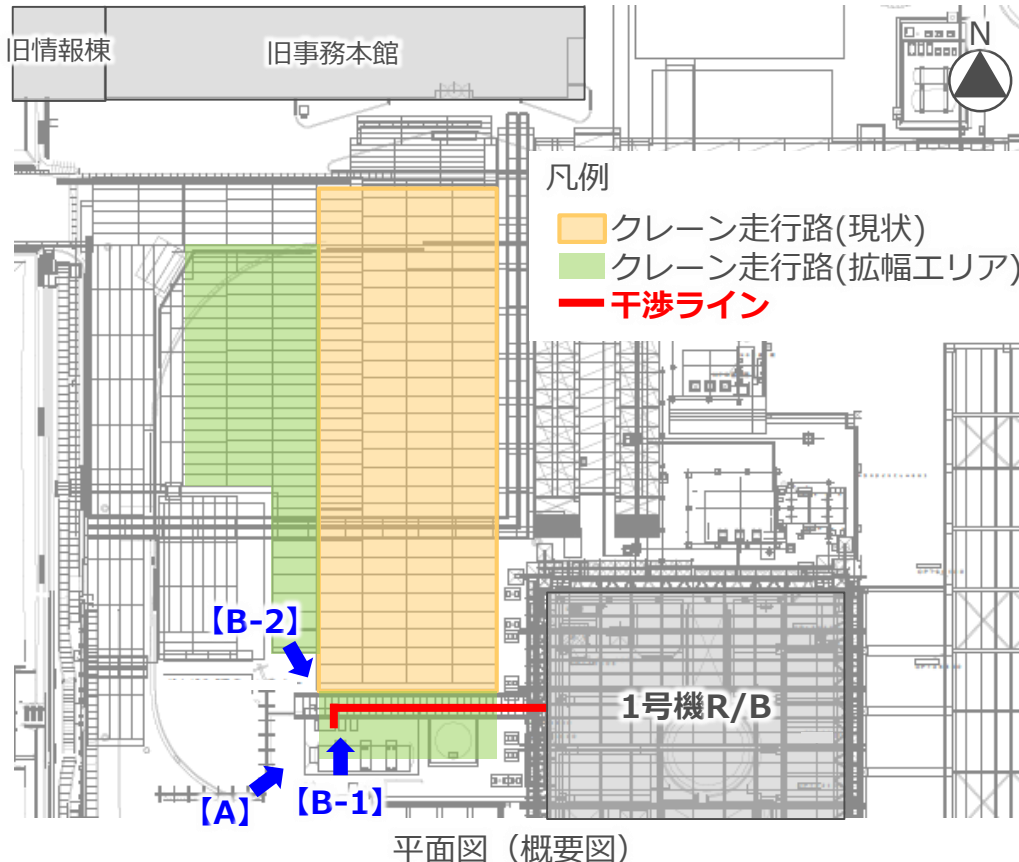 旧情報棟
旧事務本館
N
凡例
クレーン走行路(現状)
クレーン走行路(拡幅エリア)
干渉ライン
【B-2】
1号機R/B
【A】
【B-1】
平面図（概要図）